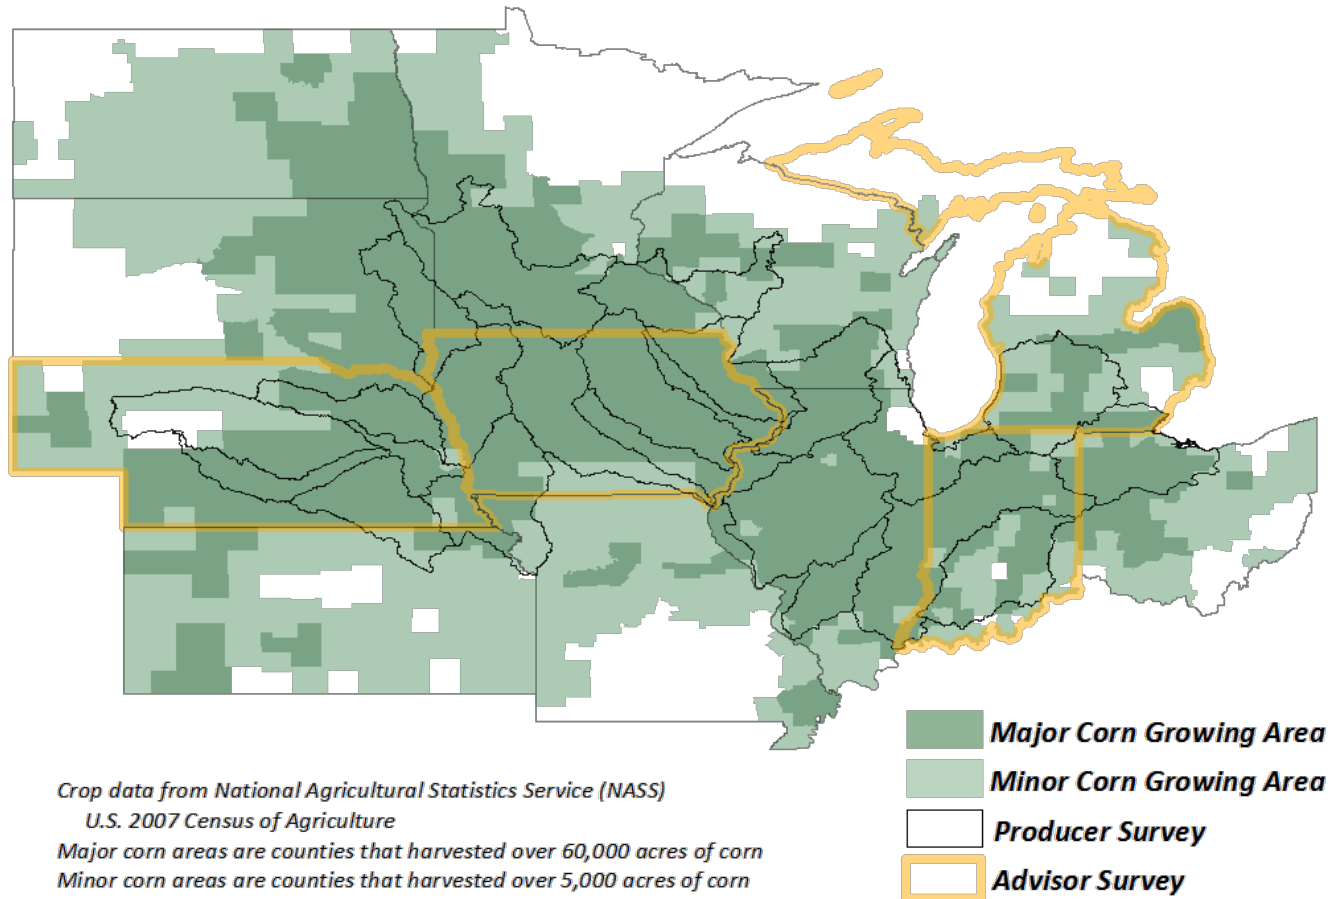 Major Corn Growing Area
Minor Corn Growing Area
Producer Survey
Advisor Survey
Crop data from National Agricultural Statistics Service (NASS)
U.S. 2007 Census of Agriculture
Major corn areas are counties that harvested over 60,000 acres of corn
Minor corn areas are counties that harvested over 5,000 acres of corn